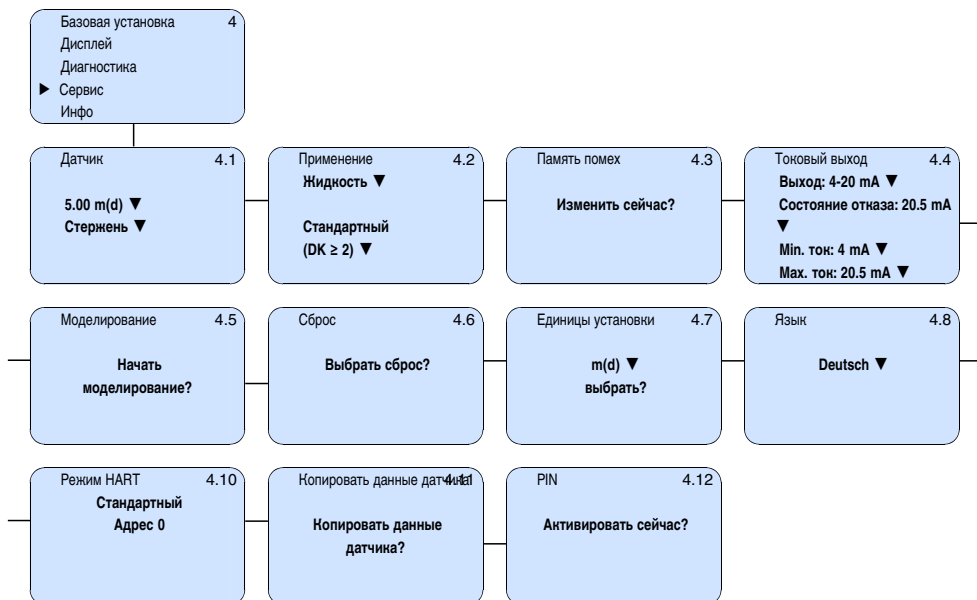 Базовая установка 4
Дисплей
Диагностика
▶ Сервис
Инфо
Датчик 4.1
5.00 m(d) ▼
Стержень ▼
Применение 4.2
Жидкость ▼
Стандартный
(DK ≥ 2) ▼
Память помех 4.3
Изменить сейчас?
Токовый выход 4.4
Выход: 4-20 mA ▼
Состояние отказа: 20.5 mA
▼
Min. ток: 4 mA ▼
Max. ток: 20.5 mA ▼
Моделирование 4.5
Начать
моделирование?
Сброс 4.6
Выбрать сброс?
Единицы установки 4.7
m(d) ▼
выбрать?
Язык 4.8
Deutsch ▼
Режим HART 4.10
Стандартный
Адрес 0
Копировать данные датчика 4.11
Копировать данные
датчика?
PIN 4.12
Активировать сейчас?